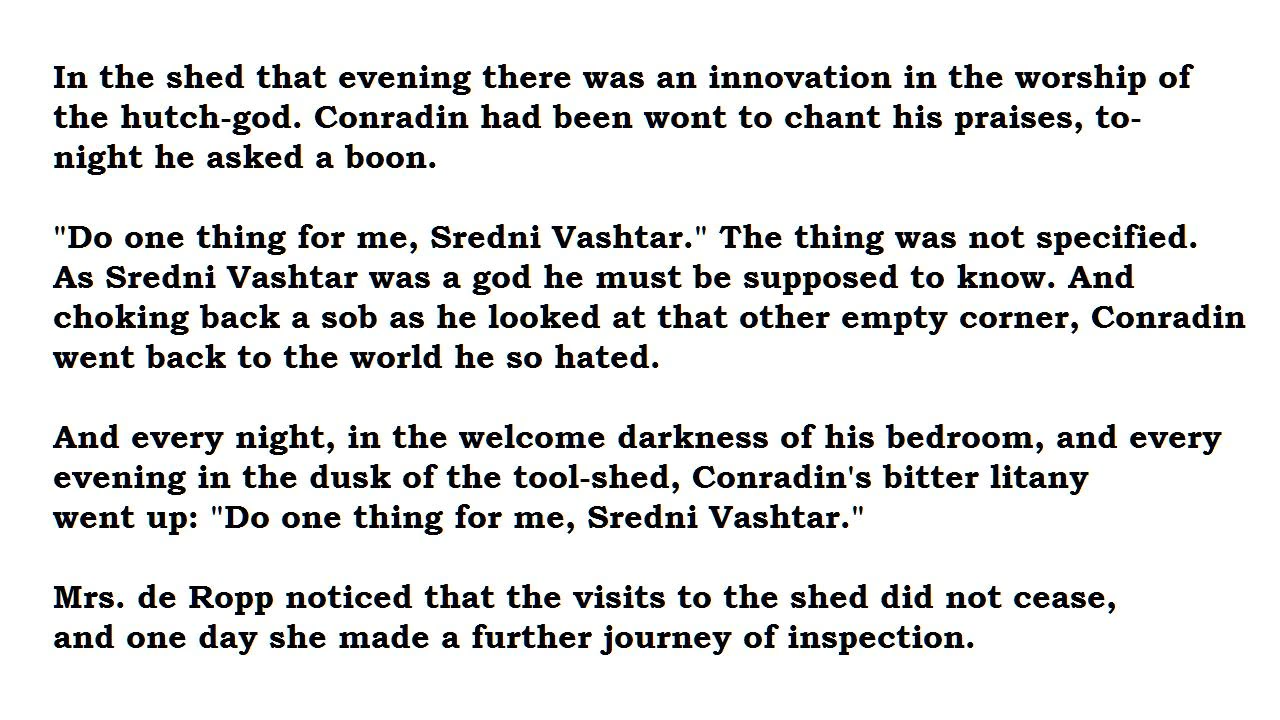 In the shed that evening there was an innovation in the worship of
the hutch-god. Conradin had been wont to chant his praises, to-
night he asked a boon.
"Do one thing for me, Sredni Vashtar." The thing was not specified.
As Sredni Vashtar was a god he must be supposed to know. And
choking back a sob as he looked at that other empty corner, Conradin
went back to the world he so hated.
And every night, in the welcome darkness of his bedroom, and every
evening in the dusk of the tool-shed, Conradin's bitter litany
went up: "Do one thing for me, Sredni Vashtar."
Mrs. de Ropp noticed that the visits to the shed did not cease,
and one day she made a further journey of inspection.